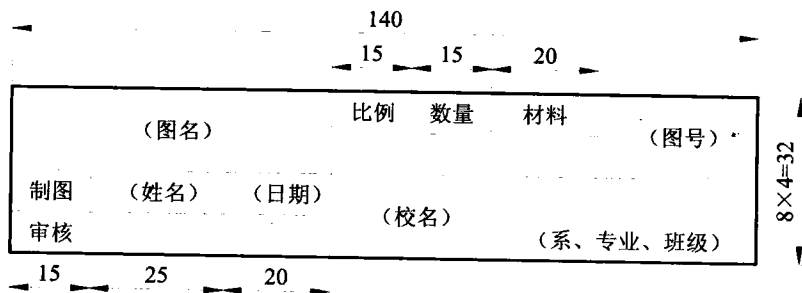 140
15 15 20
比例 数量 材料
(图名) (图号)
制图 (姓名) (日期)
(校名)
审核 (系、专业、班级)
8×4=32
15 25 20